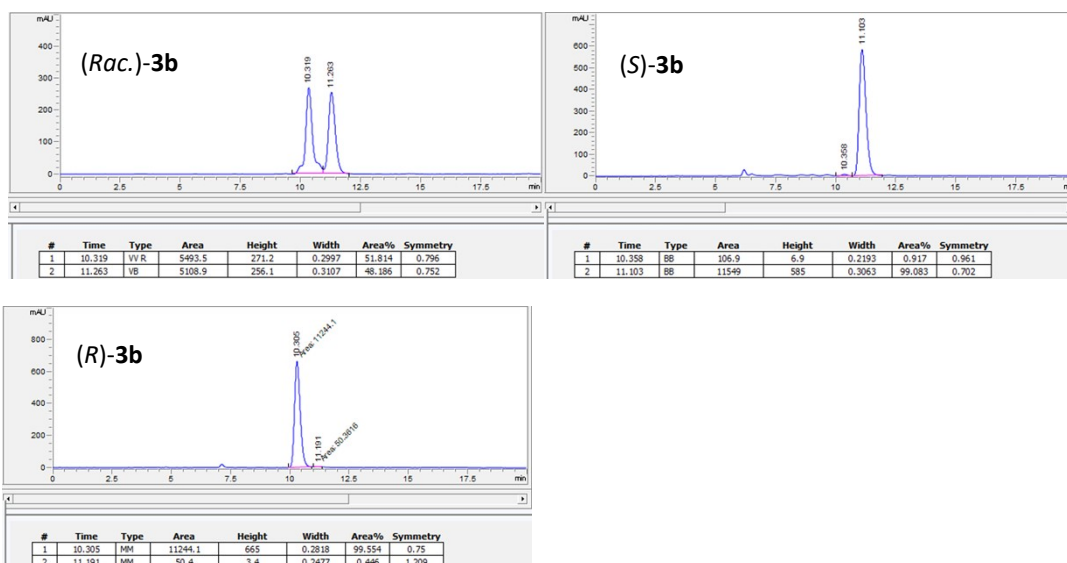 mAU
400
300
200
100
0
(Rac.)-3b
10.319
11.263
0 2.5 5 7.5 10 12.5 15 17.5 min
# Time Type Area Height Width Area% Symmetry
1 10.319 VV R 5493.5 271.2 0.2997 51.814 0.796
2 11.263 VB 5108.9 256.1 0.3107 48.186 0.752
mAU
600
500
400
300
200
100
0
(S)-3b
10.358
11.103
0 2.5 5 7.5 10 12.5 15 17.5
# Time Type Area Height Width Area% Symmetry
1 10.358 BB 106.9 6.9 0.2193 0.917 0.961
2 11.103 BB 11549 585 0.3063 99.083 0.702
mAU
800
600
400
200
0
(R)-3b
10.305
Area: 11244.1
11.191
Area: 50.3616
0 2.5 5 7.5 10 12.5 15 17.5 min
# Time Type Area Height Width Area% Symmetry
1 10.305 MM 11244.1 665 0.2818 99.554 0.75
2 11.191 MM 50.4 3.4 0.2477 0.446 1.209